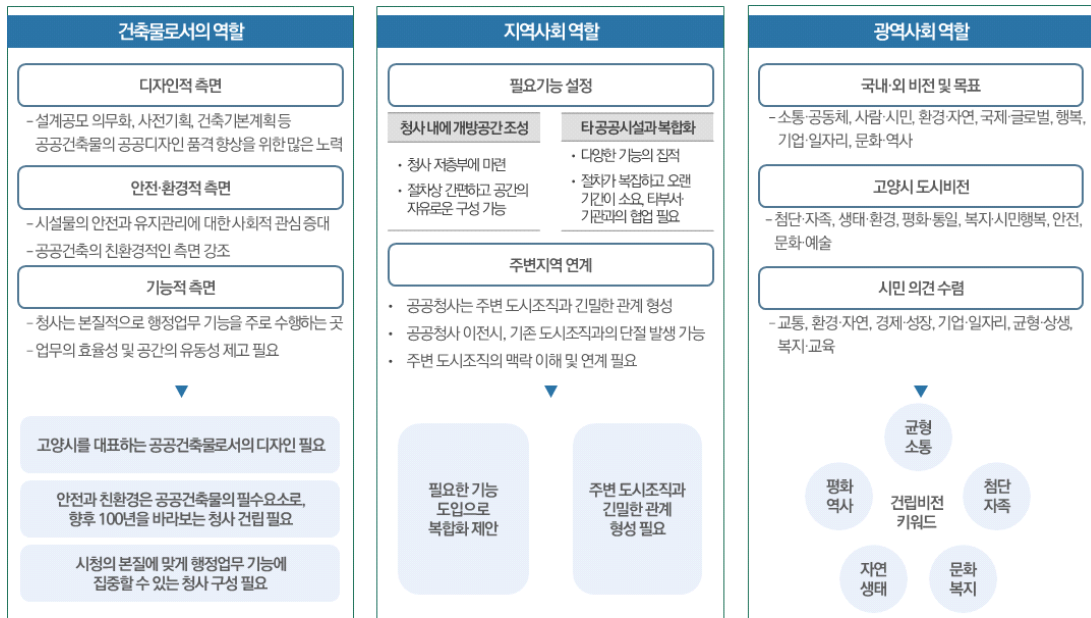 건축물로서의 역할
디자인적 측면
– 설계공모 의무화, 사전기획, 건축기본계획 등
공공건축물의 공공디자인 품격 향상을 위한 많은 노력
안전·환경적 측면
– 시설물의 안전과 유지관리에 대한 사회적 관심 증대
– 공공건축의 친환경적인 측면 강조
기능적 측면
– 청사는 본질적으로 행정업무 기능을 주로 수행하는 곳
– 업무의 효율성 및 공간의 유동성 제고 필요
▼
고양시를 대표하는 공공건축물로서의 디자인 필요
안전과 친환경은 공공건축물의 필수요소로,
향후 100년을 바라보는 청사 건립 필요
시청의 본질에 맞게 행정업무 기능에
집중할 수 있는 청사 구성 필요
지역사회 역할
필요기능 설정
청사 내에 개방공간 조성
• 청사 저층부에 마련
• 절차상 간편하고 공간의
자유로운 구성 가능
타 공공시설과 복합화
• 다양한 기능의 집적
• 절차가 복잡하고 오랜
기간이 소요, 타부서·
기관과의 협업 필요
주변지역 연계
• 공공청사는 주변 도시조직과 긴밀한 관계 형성
• 공공청사 이전시, 기존 도시조직과의 단절 발생 가능
• 주변 도시조직의 맥락 이해 및 연계 필요
▼
필요한 기능
도입으로
복합화 제안
주변 도시조직과
긴밀한 관계
형성 필요
광역사회 역할
국내·외 비전 및 목표
– 소통·공동체, 사람·시민, 환경·자연, 국제·글로벌, 행복,
기업·일자리, 문화·역사
고양시 도시비전
– 첨단·자족, 생태·환경, 평화·통일, 복지·시민행복, 안전,
문화·예술
시민 의견 수렴
– 교통, 환경·자연, 경제·성장, 기업·일자리, 균형·상생,
복지·교육
▼
균형
소통
평화
역사
건립비전
키워드
첨단
자족
자연
생태
문화
복지